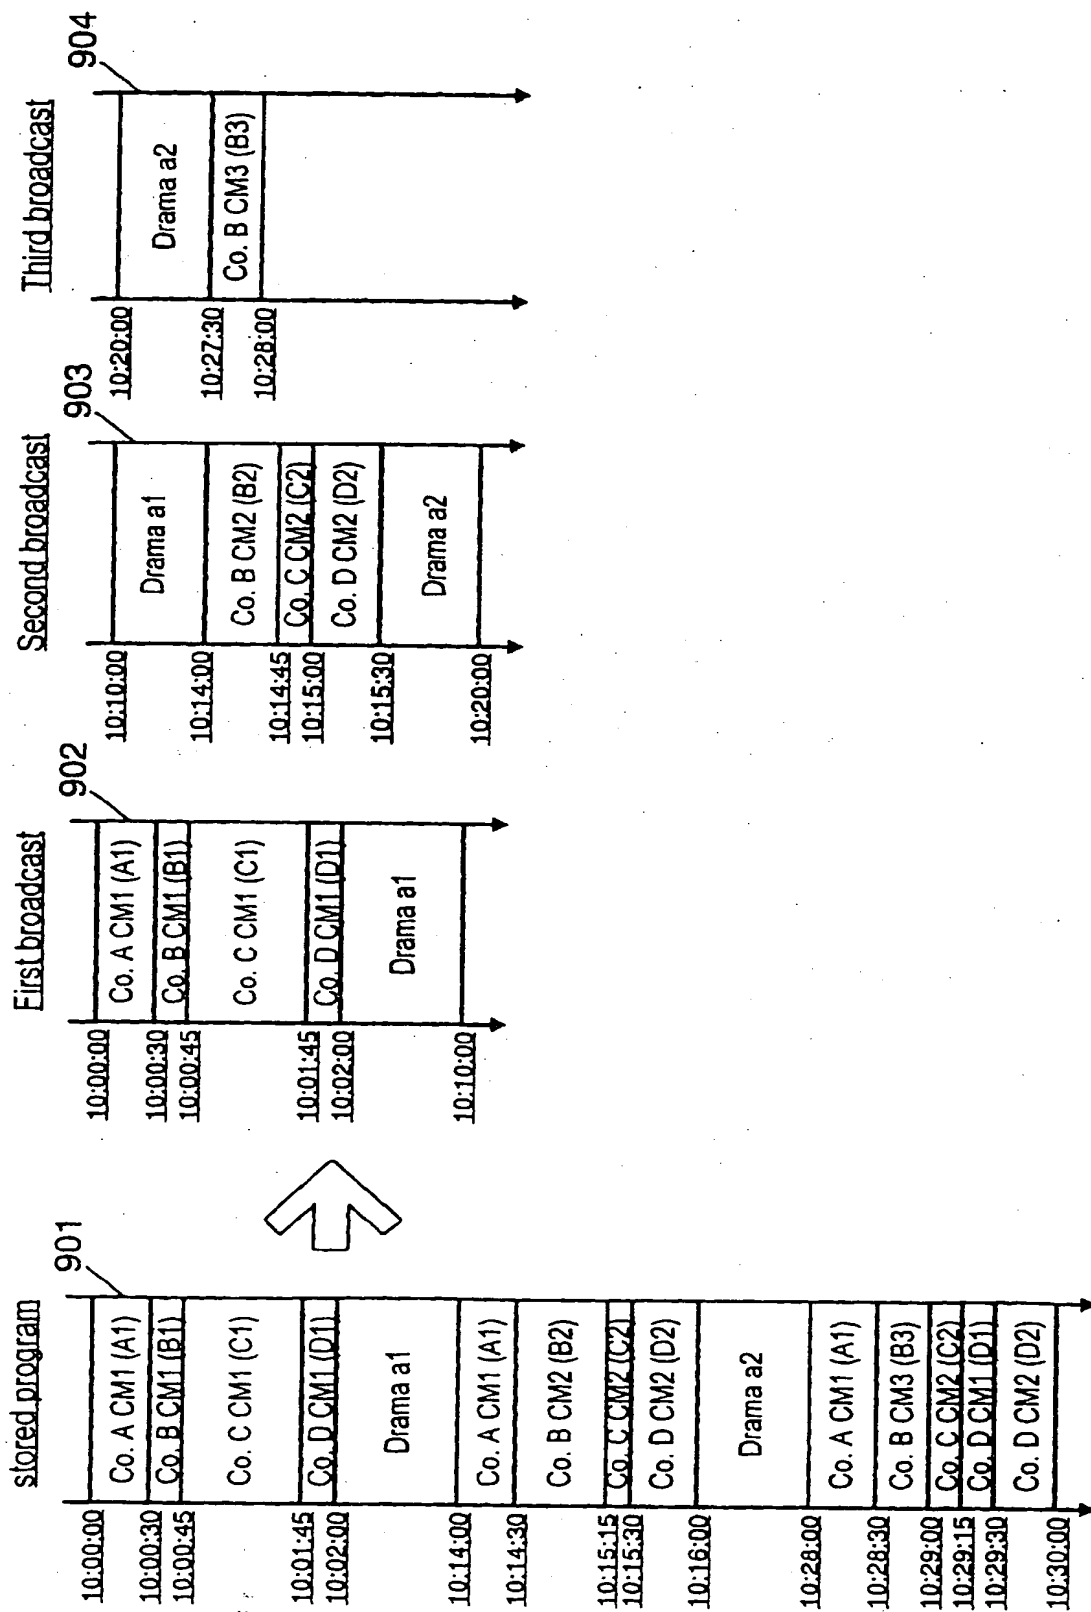 stored program
901
10:00:00
Co. A CM1 (A1)
10:00:30
Co. B CM1 (B1)
10:00:45
Co. C CM1 (C1)
10:01:45
Co. D CM1 (D1)
10:02:00
Drama a1
10:14:00
Co. A CM1 (A1)
10:14:30
Co. B CM2 (B2)
10:15:15
Co. C CM2 (C2)
10:15:30
Co. D CM2 (D2)
10:16:00
Drama a2
10:28:00
Co. A CM1 (A1)
10:28:30
Co. B CM3 (B3)
10:29:00
Co. C CM2 (C2)
10:29:15
Co. D CM1 (D1)
10:29:30
Co. D CM2 (D2)
10:30:00
First broadcast
902
10:00:00
Co. A CM1 (A1)
10:00:30
Co. B CM1 (B1)
10:00:45
Co. C CM1 (C1)
10:01:45
Co. D CM1 (D1)
10:02:00
Drama a1
10:10:00
Second broadcast
903
10:10:00
Drama a1
10:14:00
Co. B CM2 (B2)
10:14:45
Co. C CM2 (C2)
10:15:00
Co. D CM2 (D2)
10:15:30
Drama a2
10:20:00
Third broadcast
904
10:20:00
Drama a2
10:27:30
Co. B CM3 (B3)
10:28:00